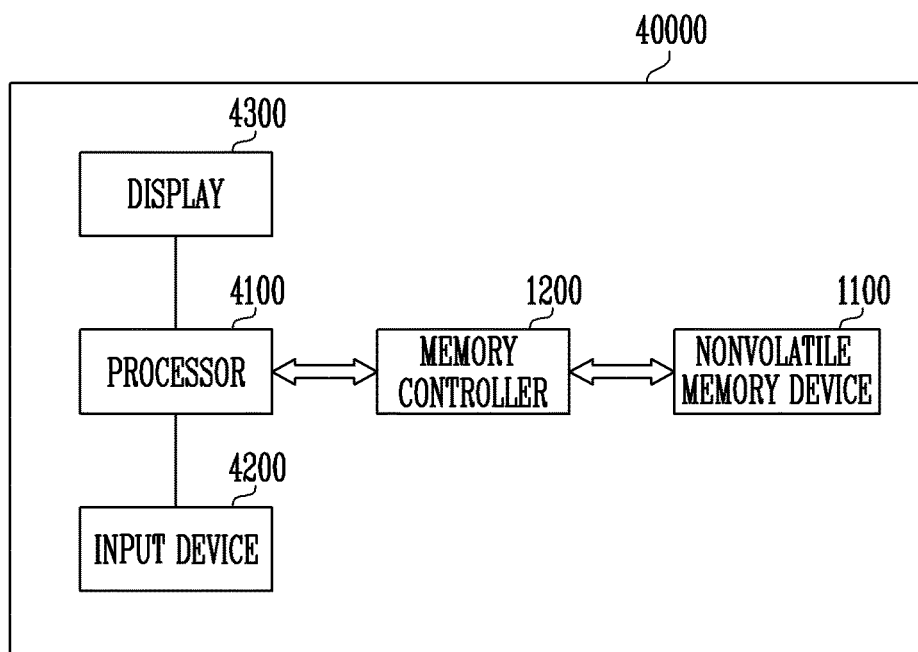 40000
4300
DISPLAY
4100
PROCESSOR
1200
MEMORY
CONTROLLER
1100
NONVOLATILE
MEMORY DEVICE
4200
INPUT DEVICE